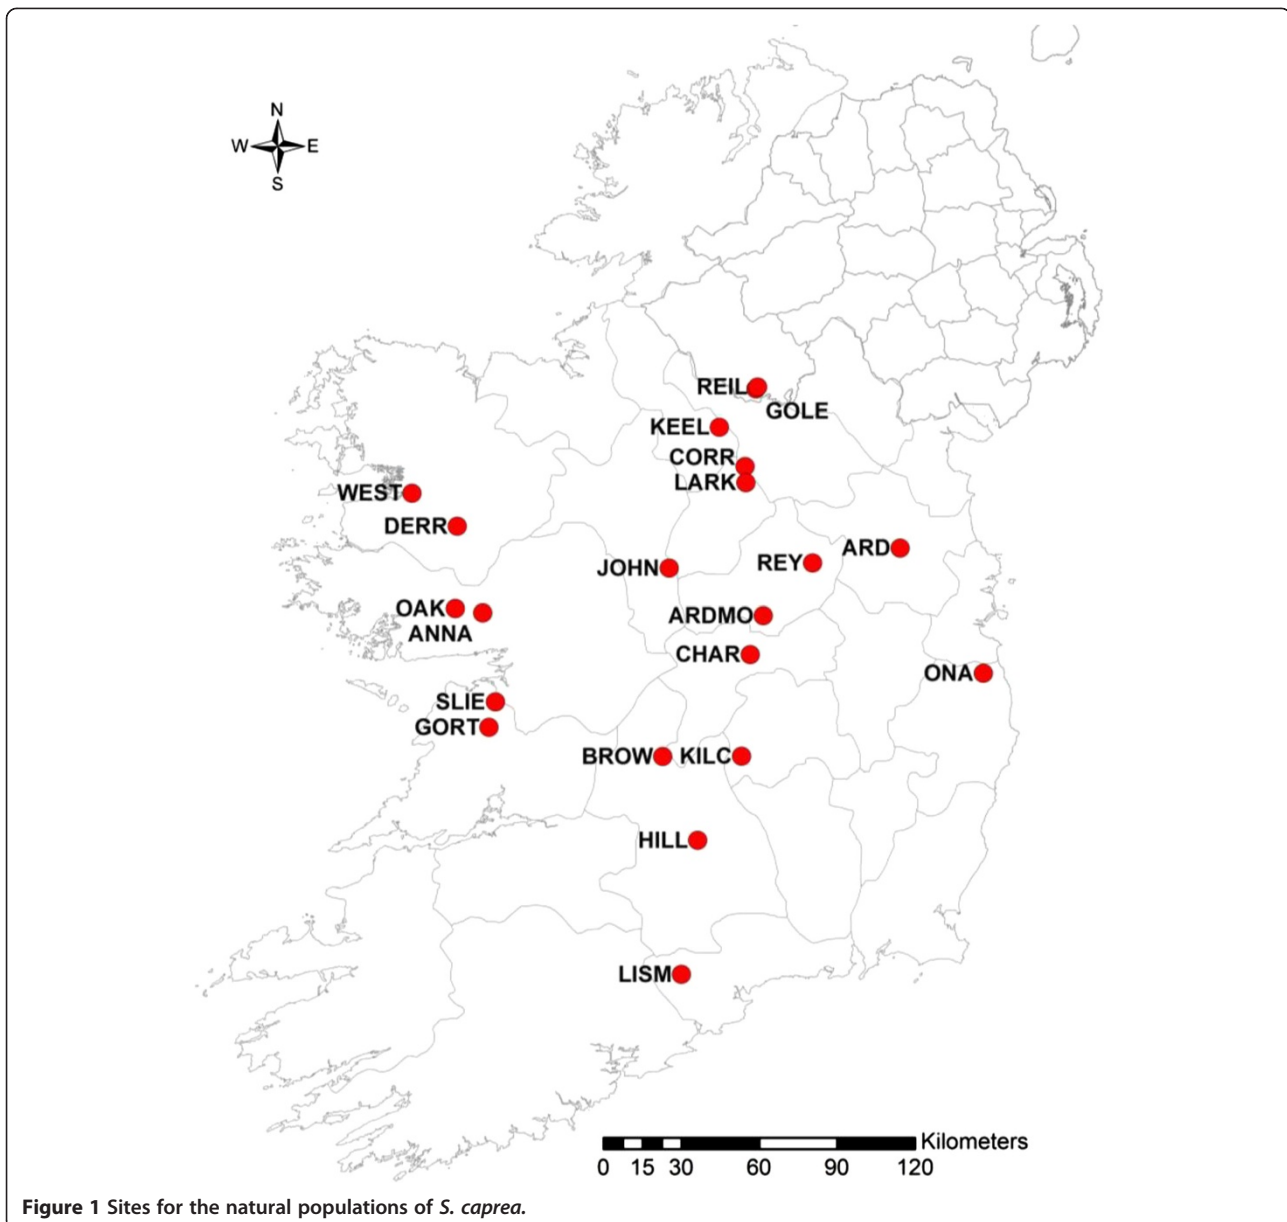 N
W E
S
REIL
GOLE
KEEL
CORR
LARK
WEST
DERR
ARD
JOHN
REY
OAK
ARDMO
ANNA
CHAR
ONA
SLIE
GORT
BROW KILC
HILL
LISM
Kilometers
0 15 30 60 90 120
Figure 1 Sites for the natural populations of S. caprea.